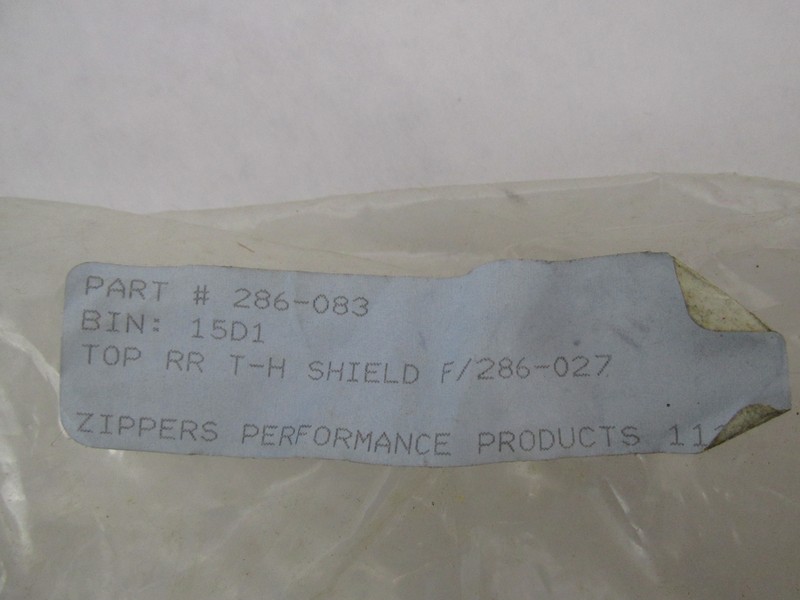 PART # 286-083
BIN: 15D1
TOP RR T-H SHIELD F/286-027
ZIPPERS PERFORMANCE PRODUCTS